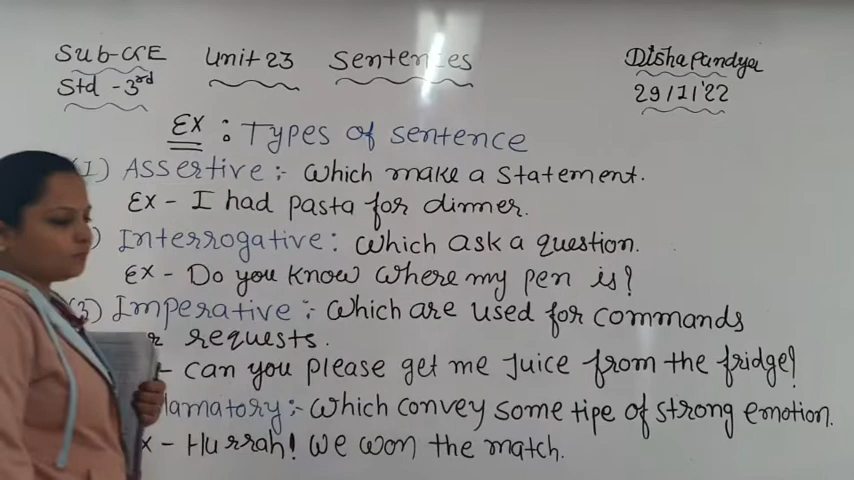 Sub-CRE Unit 23 Sentences Disha Pandya
Std - 3rd 29/1/'22
Ex : Types of sentence
(1) Assertive :- which make a statement.
Ex - I had pasta for dinner.
) Interrogative : which ask a question.
Ex - Do you know where my pen is?
(3) Imperative :- which are used for commands
requests.
- can you please get me juice from the fridge?
lamatory :- which convey some tipe of strong emotion.
x - Hurrah! we won the match.